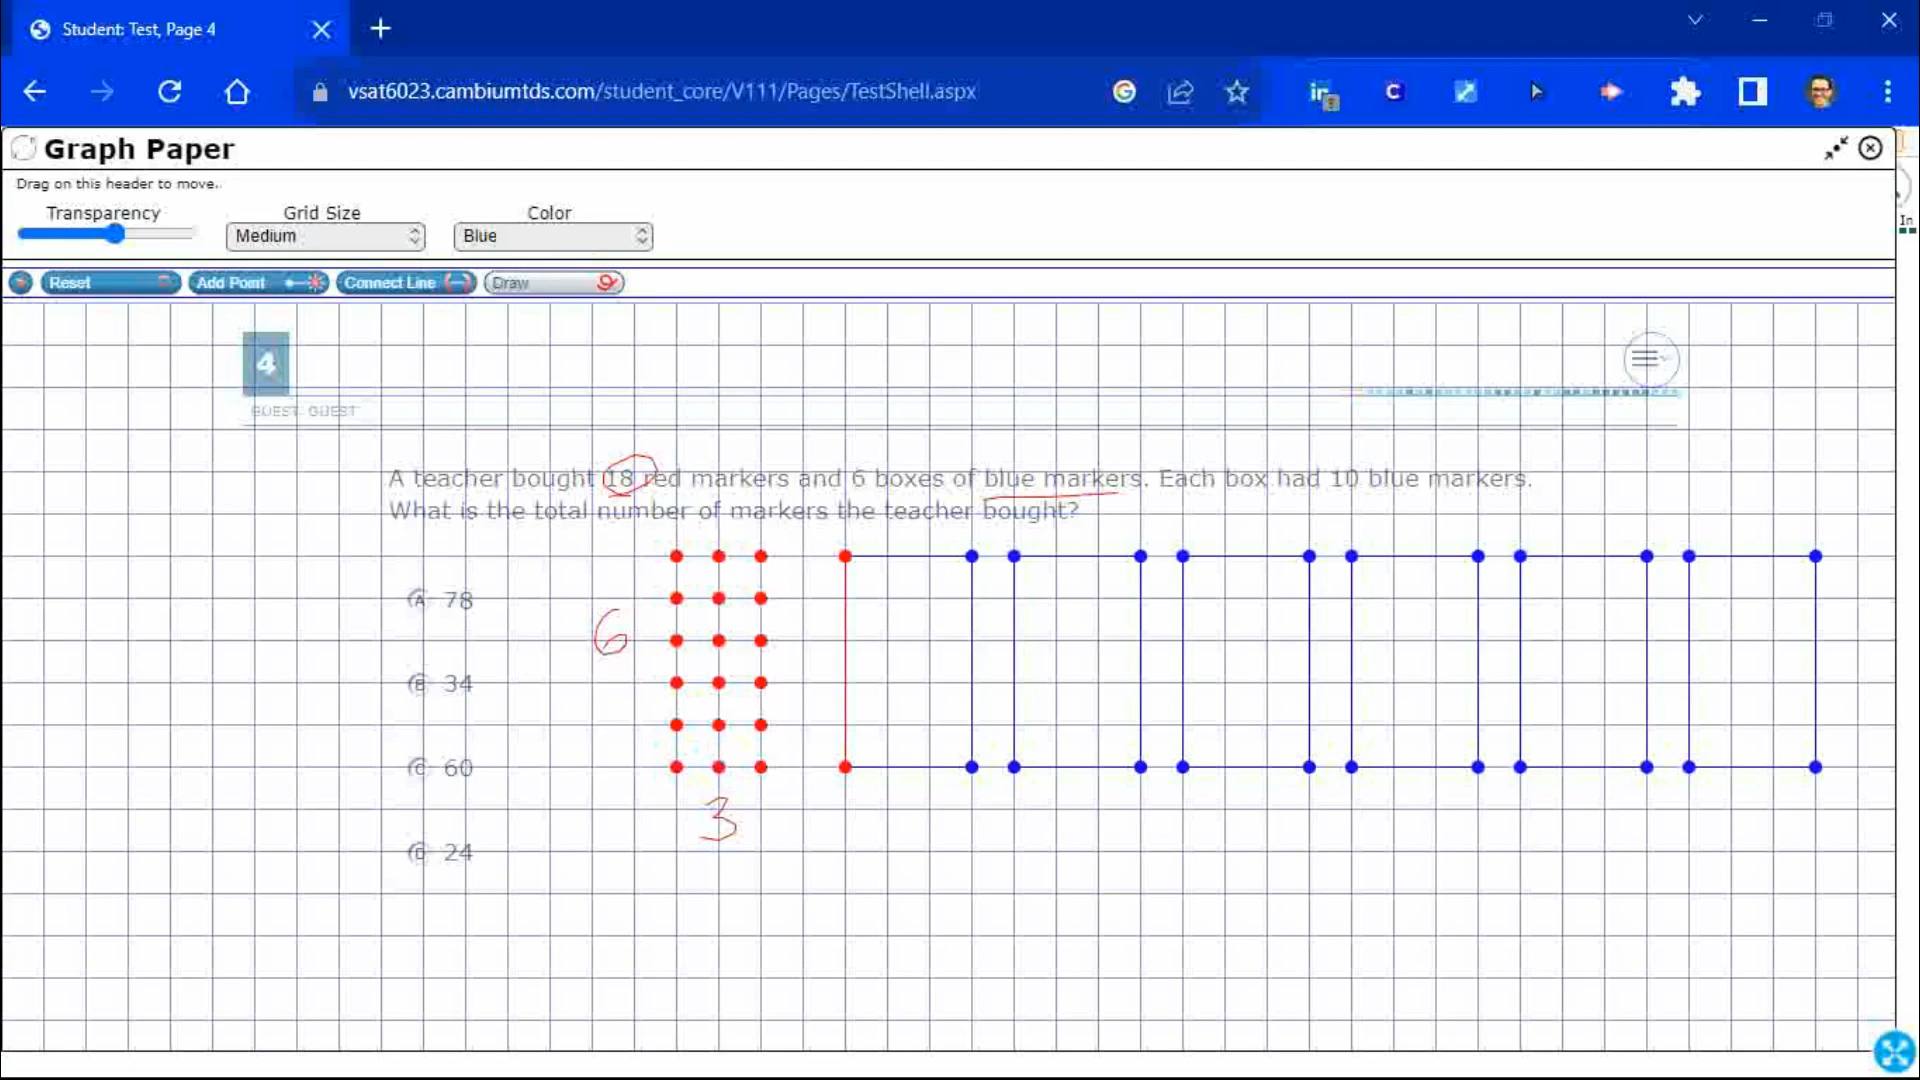 Student: Test, Page 4
vsat6023.cambiumtds.com/student_core/V111/Pages/TestShell.aspx
Graph Paper
Drag on this header to move.
Transparency
Grid Size
Color
Medium
Blue
In
Reset
Add Point
Connect Line
Draw
4
GUEST, GUEST
A teacher bought 18 red markers and 6 boxes of blue markers. Each box had 10 blue markers.
What is the total number of markers the teacher bought?
A 78
6
B 34
C 60
3
D 24